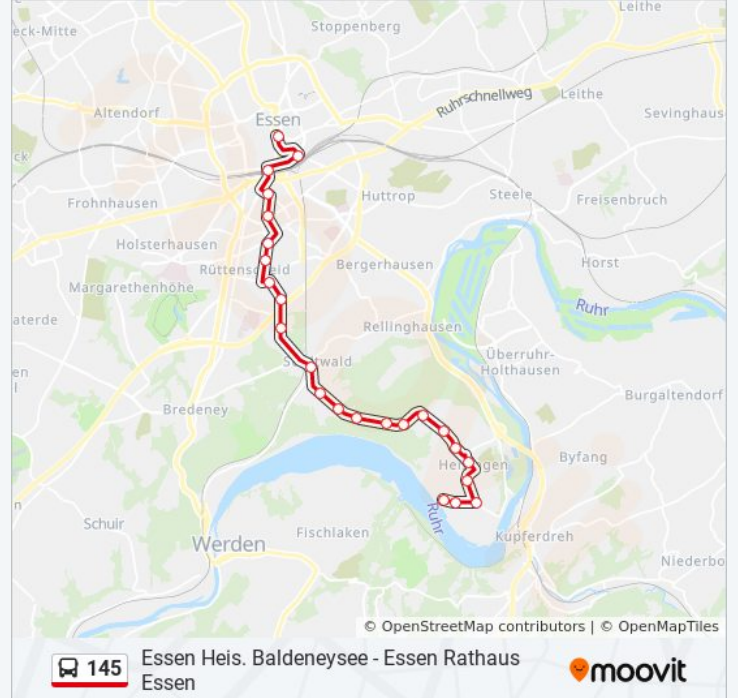 Leithe
Stoppenberg
eck-Mitte
Ruhrschnellweg
Leithe
Altendorf
Sevinghaus
Essen
ck
Huttrop
Steele
Freisenbruch
Frohnhausen
Holsterhausen
Rüttenscheid
Bergerhausen
Horst
Margarethenhöhe
Ruhr
aterde
Rellinghausen
Überruhr-
Holthausen
Stadtwald
en
Burgaltendorf
Bredeney
Byfang
Heisingen
Ruhr
Schuir
Fischlaken
Kupferdreh
Werden
Niederbo
© OpenStreetMap contributors | © OpenMapTiles
145
Essen Heis. Baldeneysee - Essen Rathaus
Essen
moovit